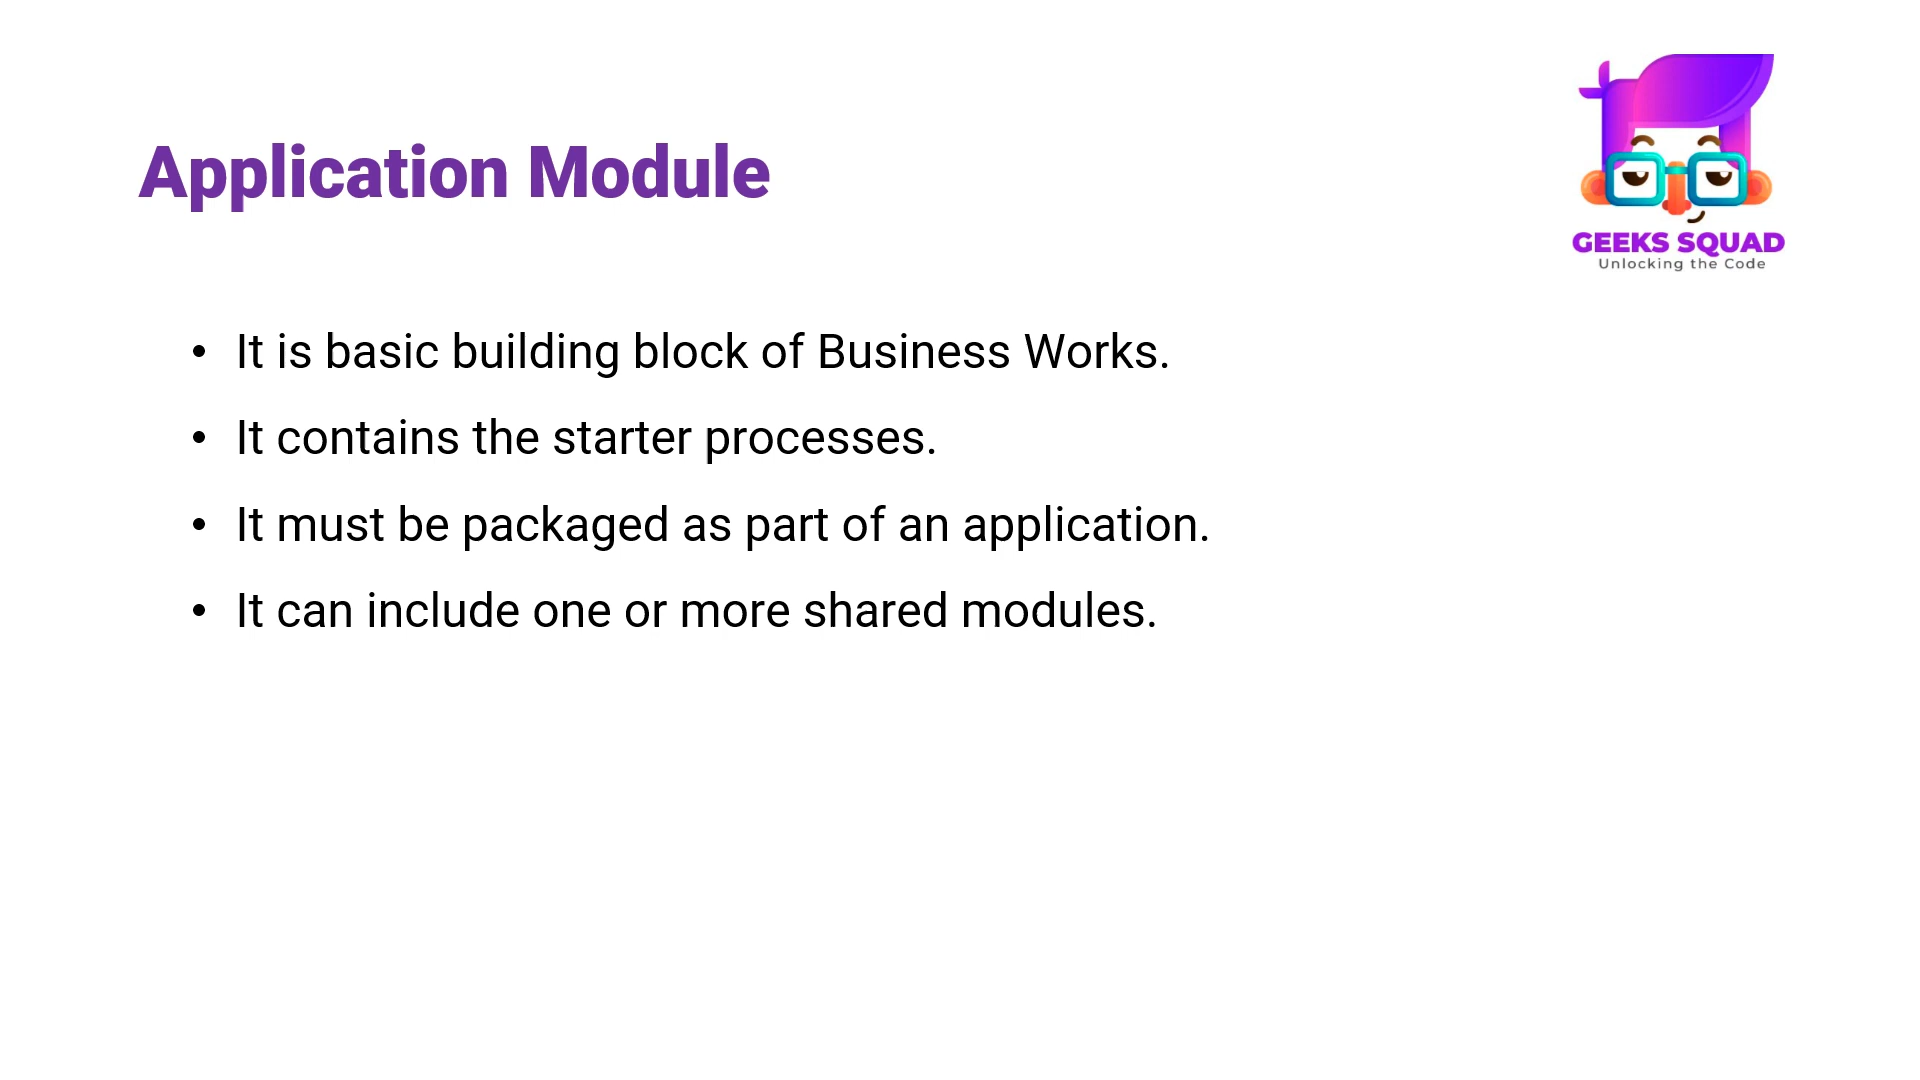 Application Module
GEEKS SQUAD
Unlocking the Code
• It is basic building block of Business Works.
• It contains the starter processes.
• It must be packaged as part of an application.
• It can include one or more shared modules.